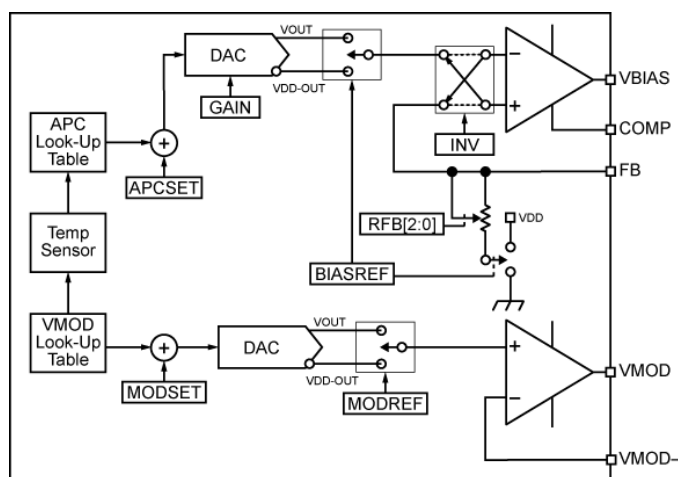 VOUT
DAC
VDD-OUT
GAIN
−
+
VBIAS
COMP
FB
INV
APC
Look-Up
Table
+
APCSET
RFB[2:0]
VDD
Temp
Sensor
BIASREF
VMOD
Look-Up
Table
+
MODSET
VOUT
DAC
VDD-OUT
MODREF
+
−
VMOD
VMOD–